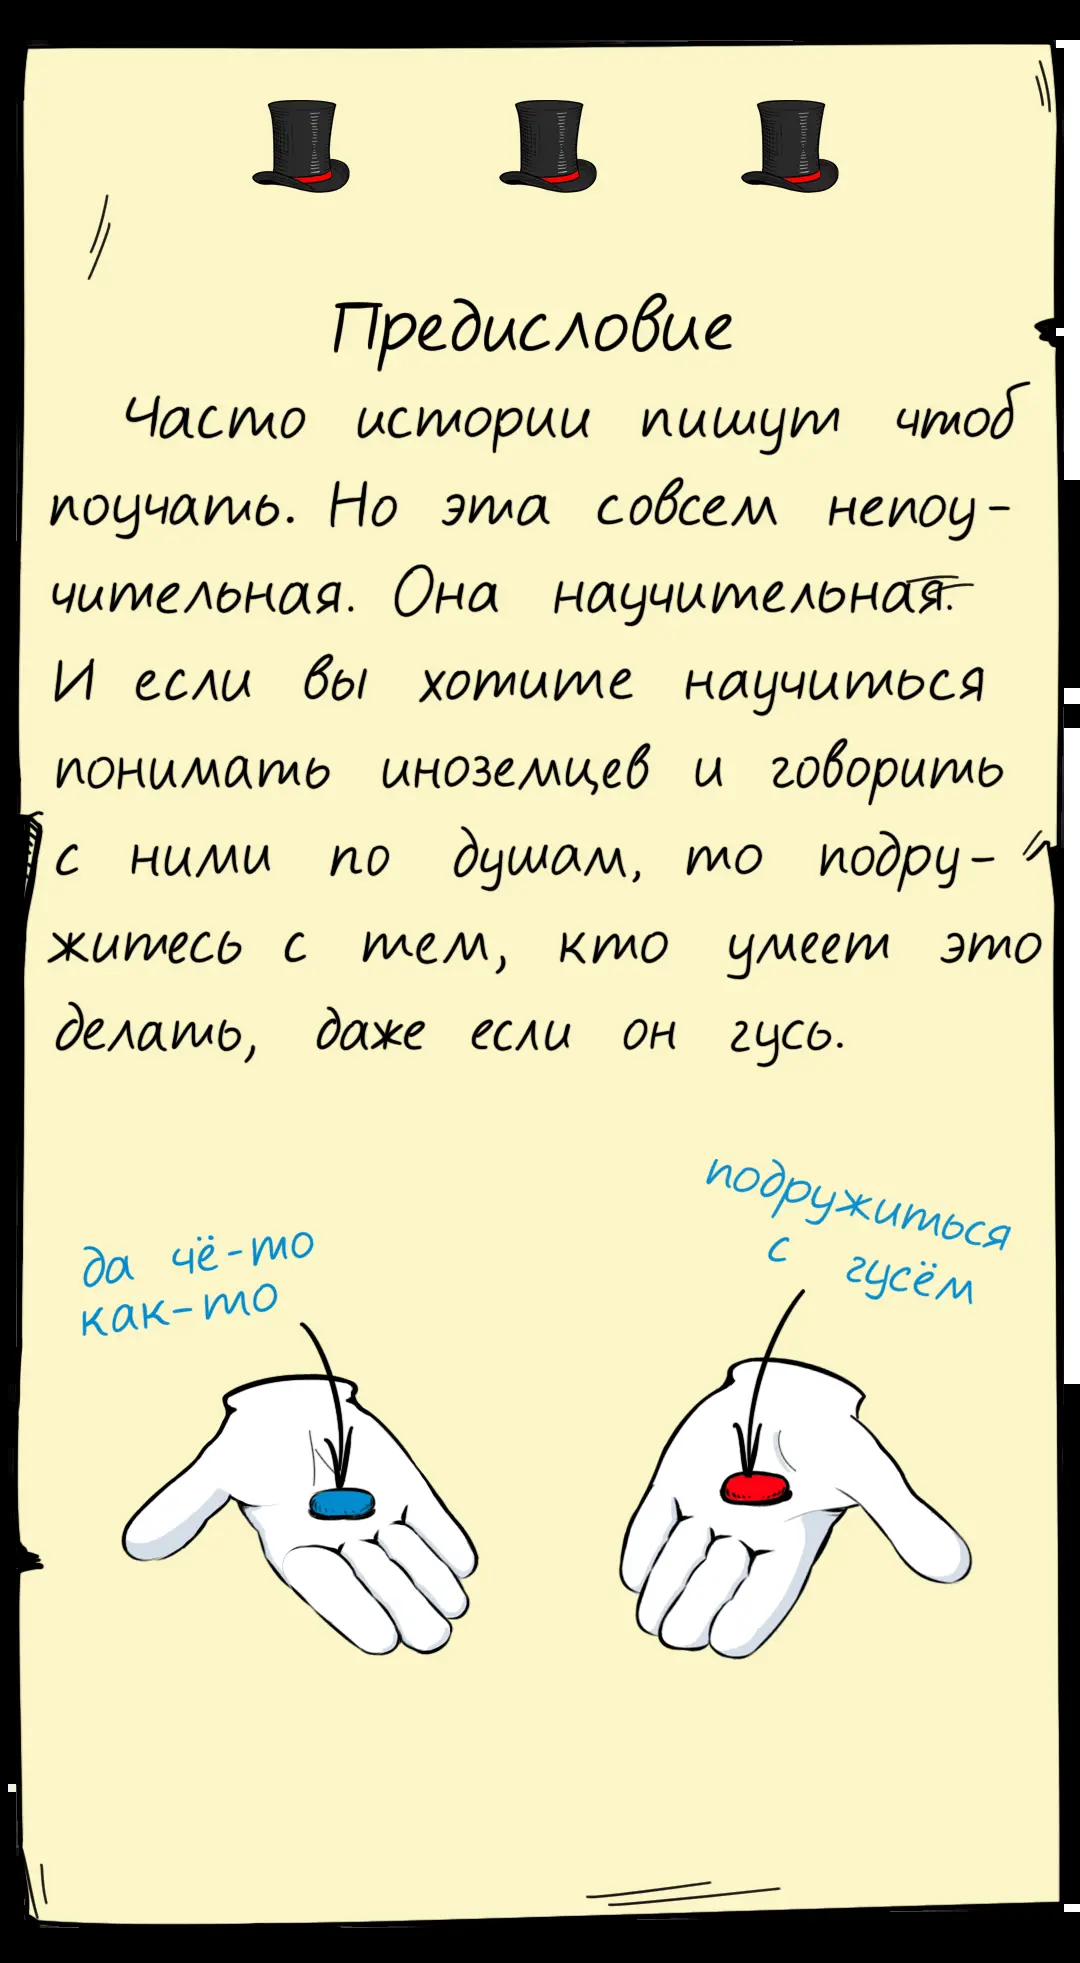 Предисловие
Часто истории пишут чтоб
поучать. Но эта совсем непоу-
чительная. Она научительная.
И если вы хотите научиться
понимать иноземцев и говорить
с ними по душам, то подру-
житесь с тем, кто умеет это
делать, даже если он гусь.
да чё-то
как-то
подружиться
с гусём